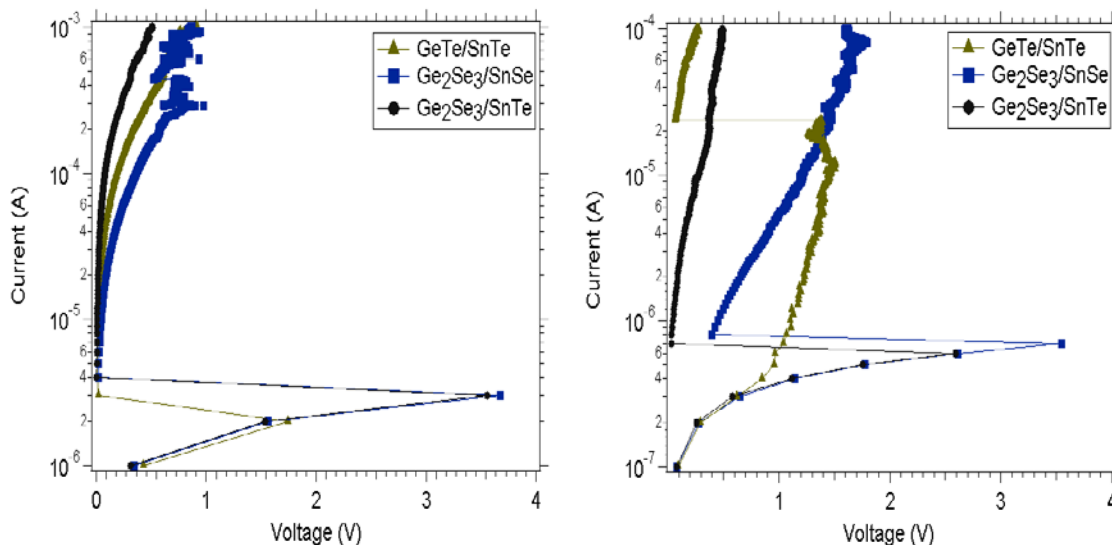 10⁻³
6
4
2
10⁻⁴
6
4
2
10⁻⁵
6
4
2
10⁻⁶
Current (A)
GeTe/SnTe
Ge₂Se₃/SnSe
Ge₂Se₃/SnTe
0 1 2 3 4
Voltage (V)
10⁻⁴
6
4
2
10⁻⁵
6
4
2
10⁻⁶
6
4
2
10⁻⁷
Current (A)
GeTe/SnTe
Ge₂Se₃/SnSe
Ge₂Se₃/SnTe
1 2 3 4
Voltage (V)